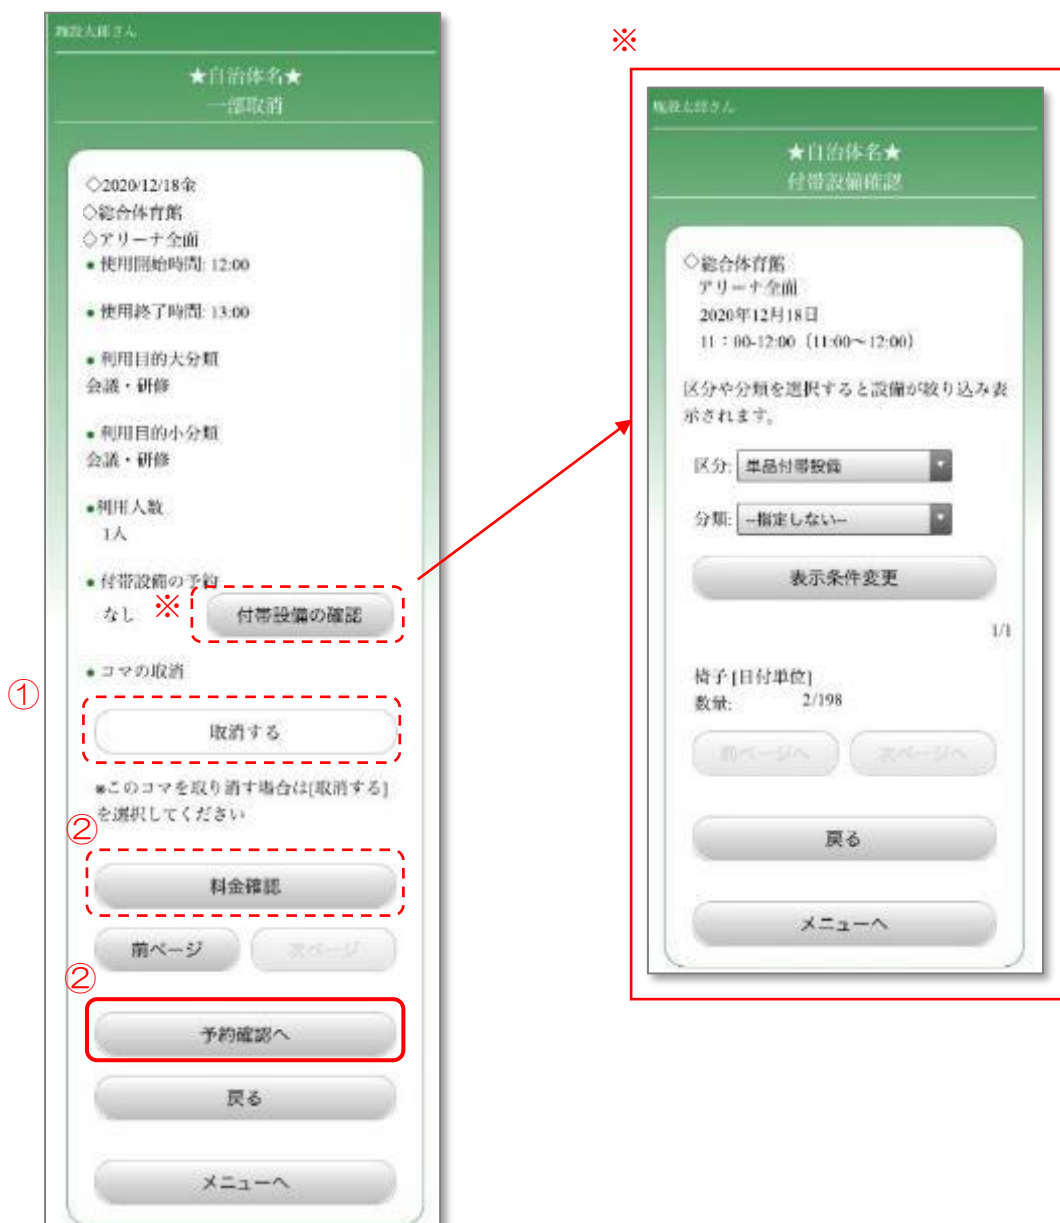 施設太郎さん
★自治体名★
一部取消
◇2020/12/18金
◇総合体育館
◇アリーナ全面
• 使用開始時間: 12:00
• 使用終了時間: 13:00
• 利用目的大分類
会議・研修
• 利用目的小分類
会議・研修
•利用人数
1人
• 付帯設備の予約
なし ※ 付帯設備の確認
• コマの取消
①
取消する
※このコマを取り消す場合は[取消する]
を選択してください
②
料金確認
前ページ 次ページ
②
予約確認へ
戻る
メニューへ
※
施設太郎さん
★自治体名★
付帯設備確認
◇総合体育館
アリーナ全面
2020年12月18日
11:00-12:00 (11:00~12:00)
区分や分類を選択すると設備が絞り込み表
示されます。
区分: 単品付帯設備
分類: --指定しない--
表示条件変更
1/1
椅子 [日付単位]
数量: 2/198
前ページへ 次ページへ
戻る
メニューへ